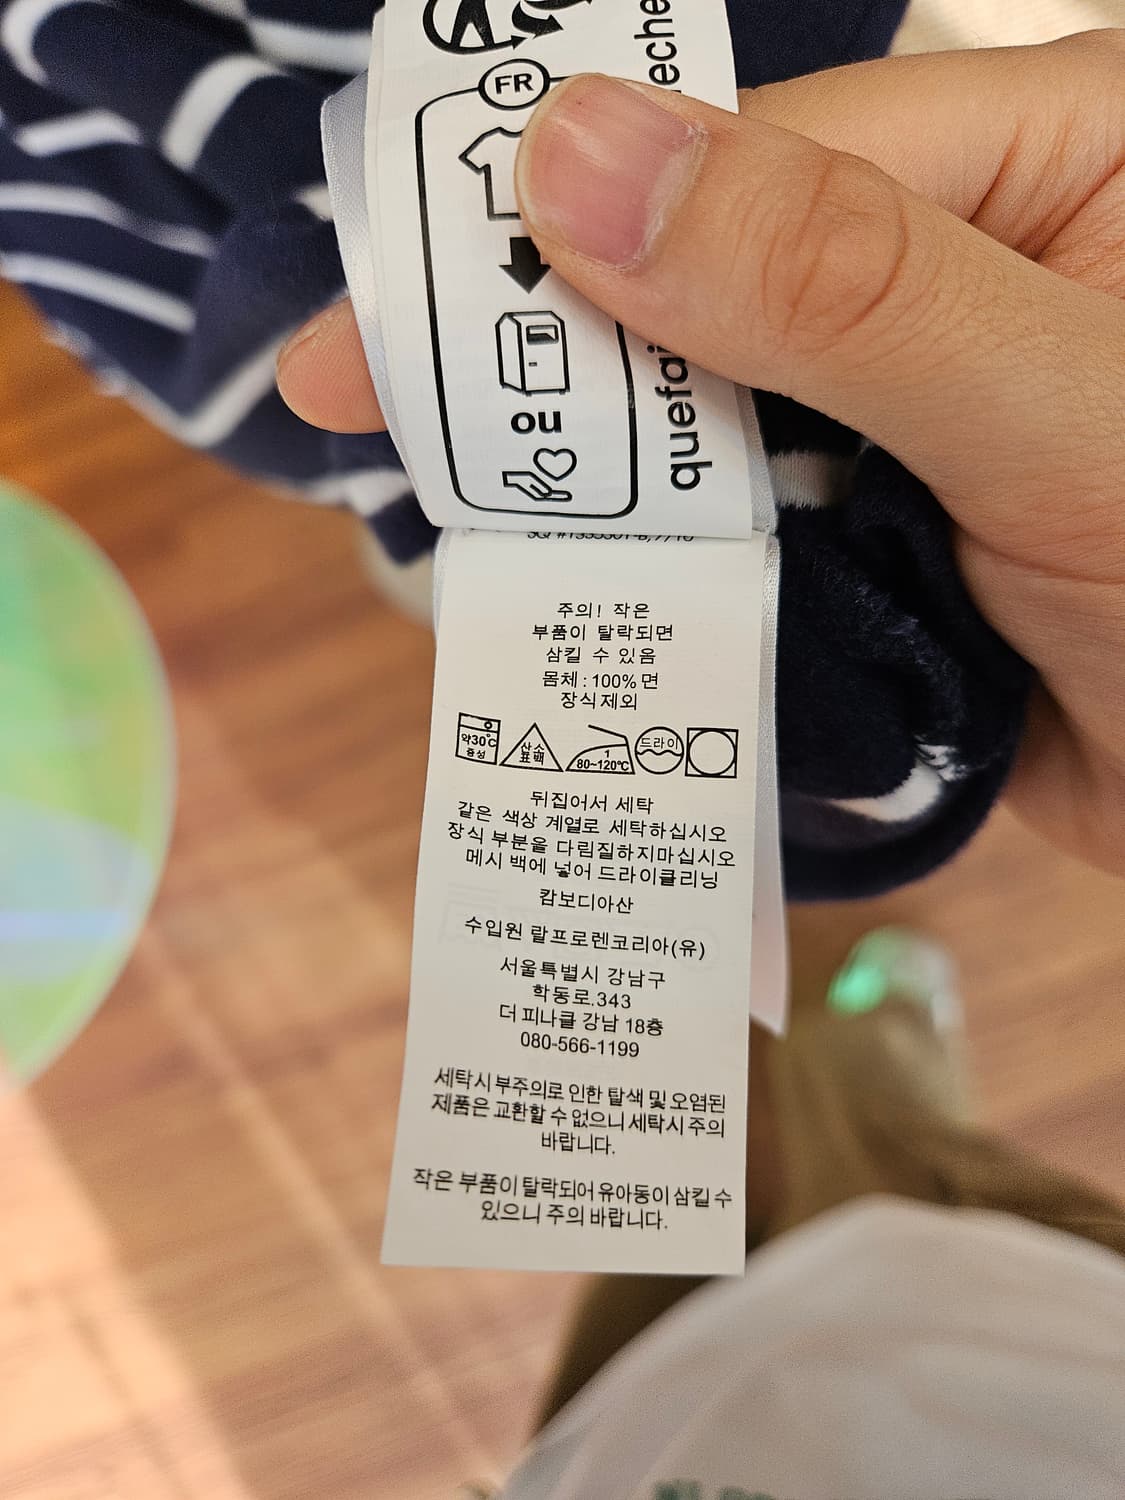 FR
ou
quefai
eche
주의! 작은
부품이 탈락되면
삼킬 수 있음
몸체 : 100% 면
장식제외
약30℃
중성
산소
표백
1
80~120℃
드라이
뒤집어서 세탁
같은 색상 계열로 세탁하십시오
장식 부분을 다림질하지마십시오
메시 백에 넣어 드라이클리닝
캄보디아산
수입원 랄프로렌코리아(유)
서울특별시 강남구
학동로.343
더 피나클 강남 18층
080-566-1199
세탁시 부주의로 인한 탈색 및 오염된
제품은 교환할 수 없으니 세탁시 주의
바랍니다.
작은 부품이 탈락되어 유아동이 삼킬 수
있으니 주의 바랍니다.